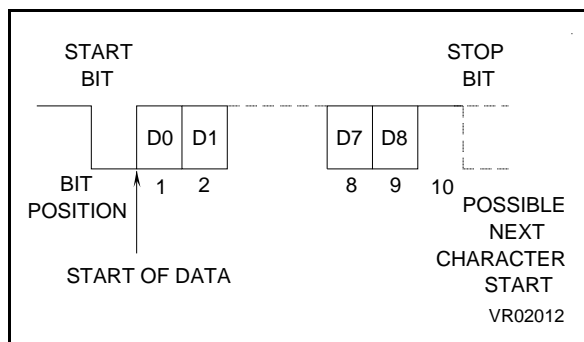 START
BIT
STOP
BIT
D0 D1 D7 D8
BIT
POSITION
1 2 8 9 10
POSSIBLE
NEXT
CHARACTER
START
START OF DATA
VR02012